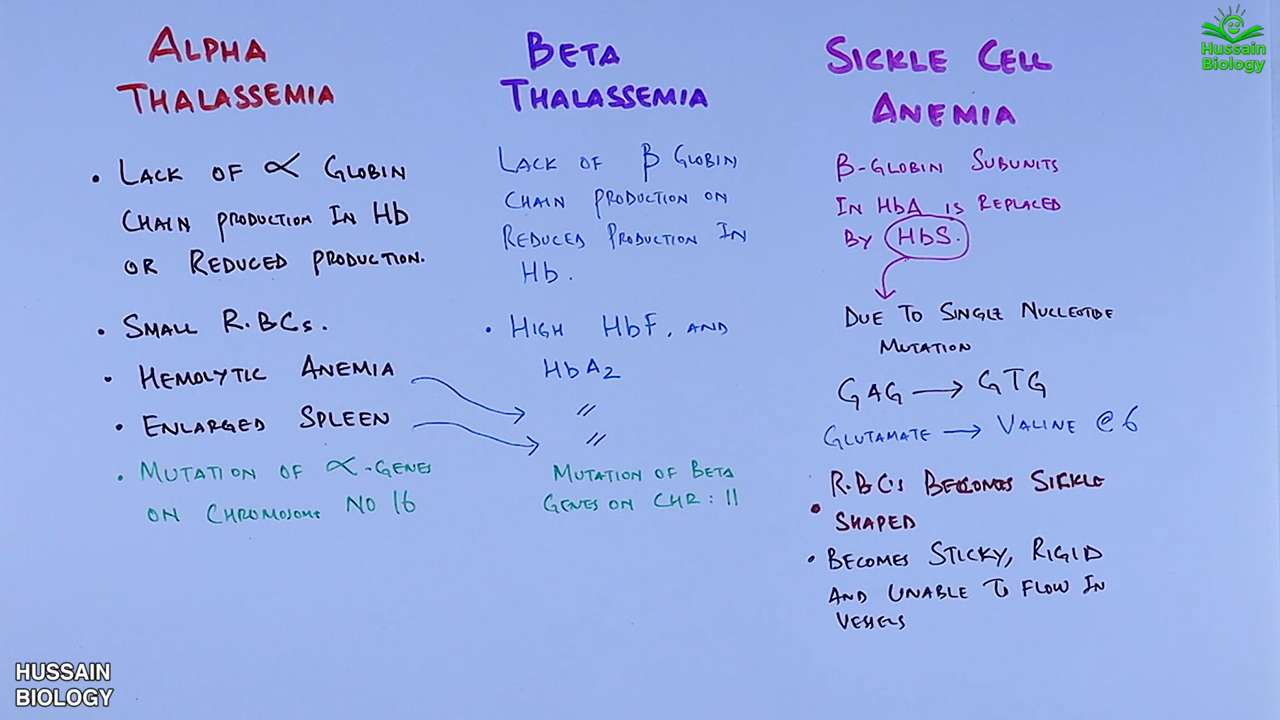 Hussain
Biology
ALPHA
THALASSEMIA
• LACK OF ∝ GLOBIN
CHAIN PRODUCTION IN Hb
OR REDUCED PRODUCTION.
• SMALL R.BCs.
• HEMOLYTIC ANEMIA
• ENLARGED SPLEEN
• MUTATION OF ∝-GENES
ON CHROMOSOME NO 16
BETA
THALASSEMIA
LACK OF β GLOBIN
CHAIN PRODUCTION OR
REDUCED PRODUCTION IN
Hb.
• HIGH HbF, AND
HbA2
〃
〃
MUTATION OF BETA
GENES ON CHR: 11
SICKLE CELL
ANEMIA
β-GLOBIN SUBUNITS
IN HbA IS REPLACED
BY HbS.
DUE TO SINGLE NUCLEOTIDE
MUTATION
GAG → GTG
GLUTAMATE → VALINE @ 6
• R.BCs BECOMES SICKLE
SHAPED
• BECOMES STICKY, RIGID
AND UNABLE TO FLOW IN
VESSELS
HUSSAIN
BIOLOGY